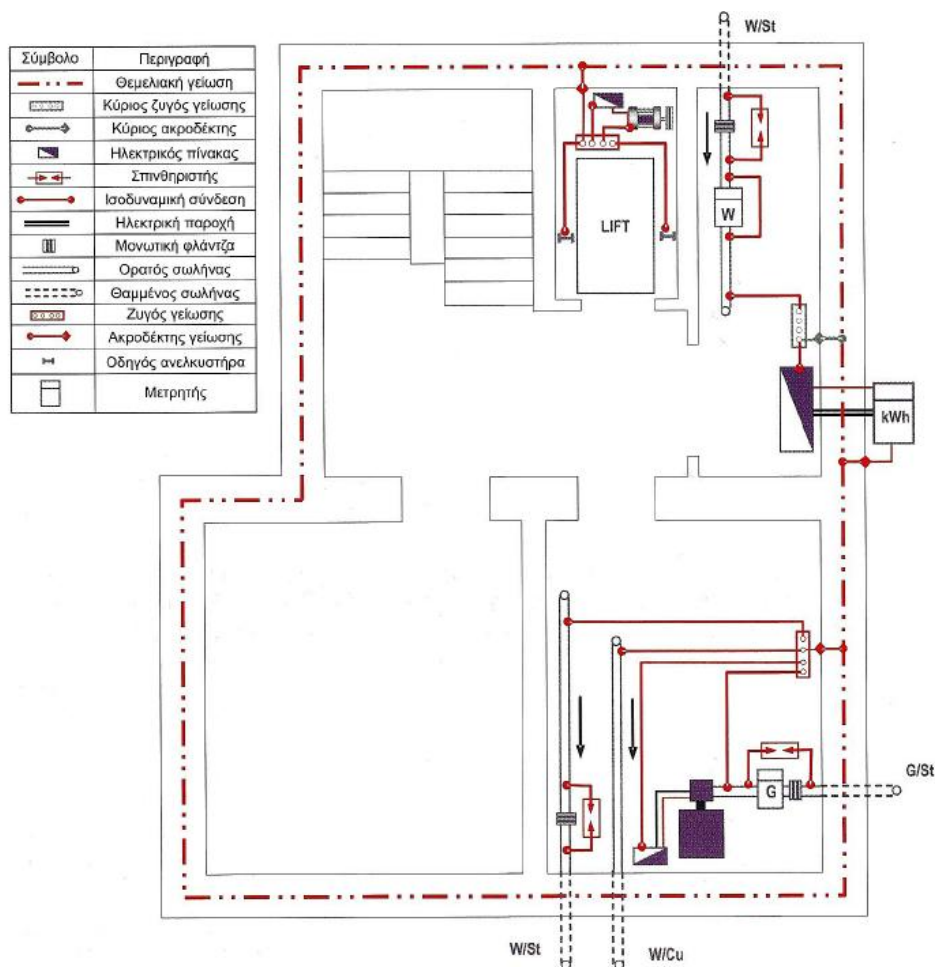 W/St
Σύμβολο Περιγραφή
Θεμελιακή γείωση
Κύριος ζυγός γείωσης
Κύριος ακροδέκτης
Ηλεκτρικός πίνακας
Σπινθηριστής
Ισοδυναμική σύνδεση
Ηλεκτρική παροχή
Μονωτική φλάντζα
Ορατός σωλήνας
Θαμμένος σωλήνας
Ζυγός γείωσης
Ακροδέκτης γείωσης
Οδηγός ανελκυστήρα
Μετρητής
LIFT
W
kWh
G
G/St
W/St
W/Cu